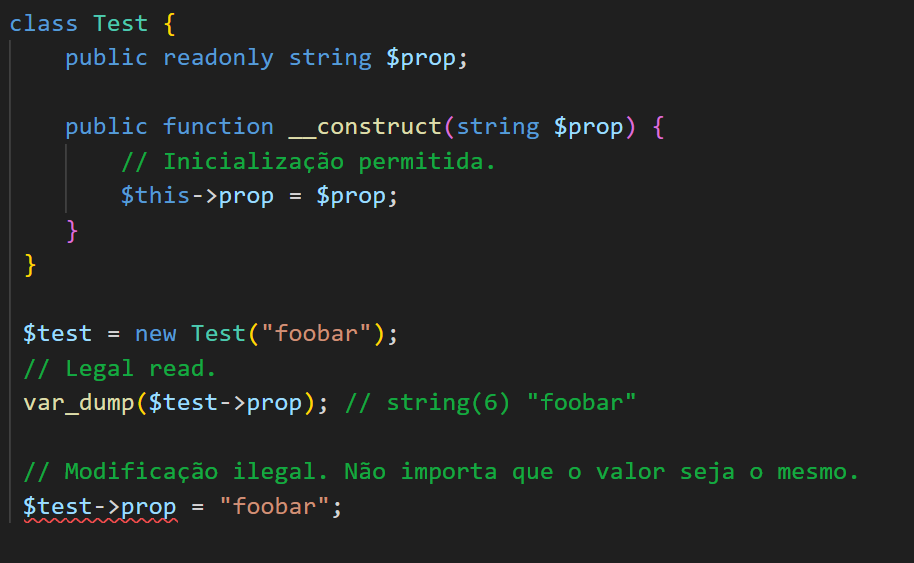 class Test {
public readonly string $prop;
public function __construct(string $prop) {
// Inicialização permitida.
$this->prop = $prop;
}
}
$test = new Test("foobar");
// Legal read.
var_dump($test->prop); // string(6) "foobar"
// Modificação ilegal. Não importa que o valor seja o mesmo.
$test->prop = "foobar";